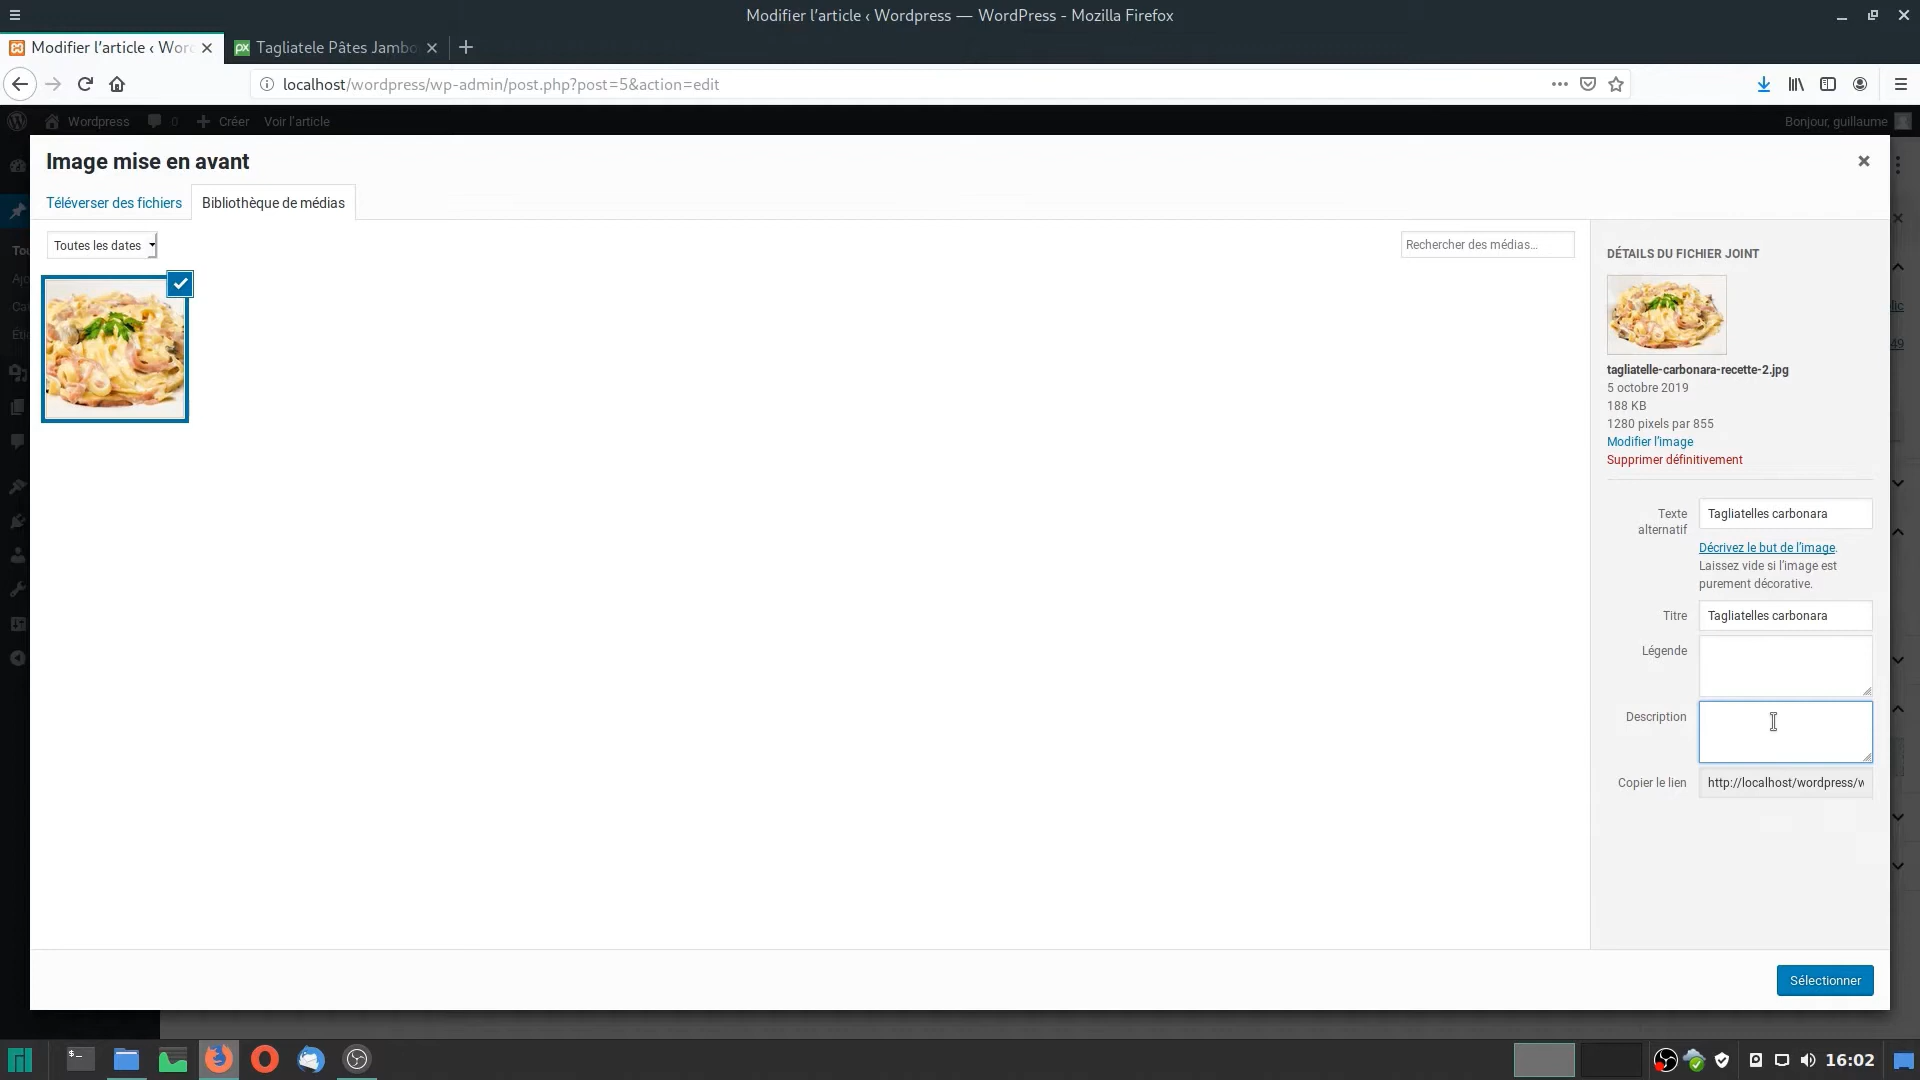 Modifier l’article ‹ Wordpress — WordPress - Mozilla Firefox
Modifier l’article ‹ Word
Tagliatele Pâtes Jambo
localhost/wordpress/wp-admin/post.php?post=5&action=edit
Wordpress 0 Créer Voir l’article
Bonjour, guillaume
Image mise en avant
Téléverser des fichiers
Bibliothèque de médias
Toutes les dates
Rechercher des médias…
DÉTAILS DU FICHIER JOINT
tagliatelle-carbonara-recette-2.jpg
5 octobre 2019
188 KB
1280 pixels par 855
Modifier l’image
Supprimer définitivement
Texte alternatif
Tagliatelles carbonara
Décrivez le but de l’image.
Laissez vide si l’image est
purement décorative.
Titre
Tagliatelles carbonara
Légende
Description
Copier le lien
http://localhost/wordpress/w
Sélectionner
16:02